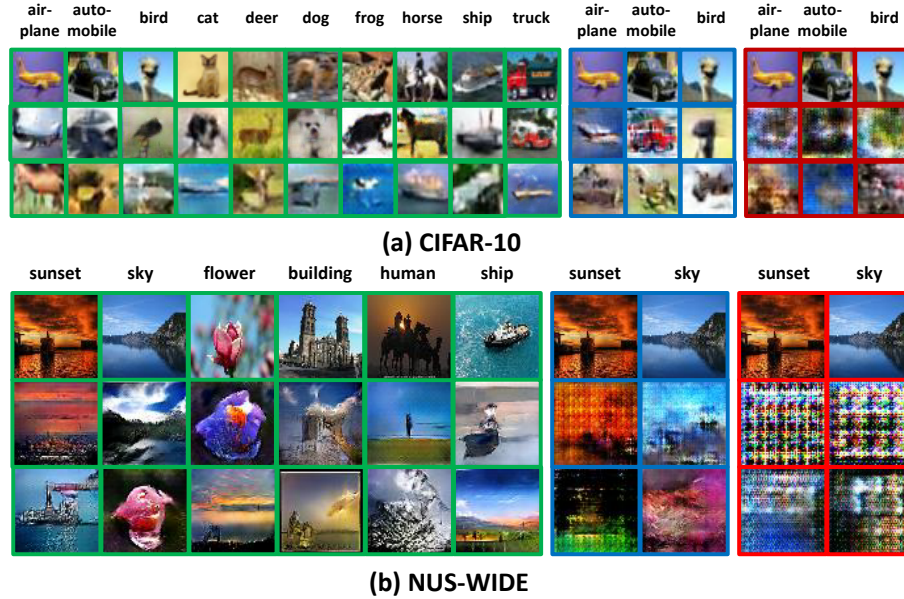 air- auto- bird cat deer dog frog horse ship truck air- auto- bird air- auto- bird
plane mobile plane mobile plane mobile
(a) CIFAR-10
sunset sky flower building human ship sunset sky sunset sky
(b) NUS-WIDE